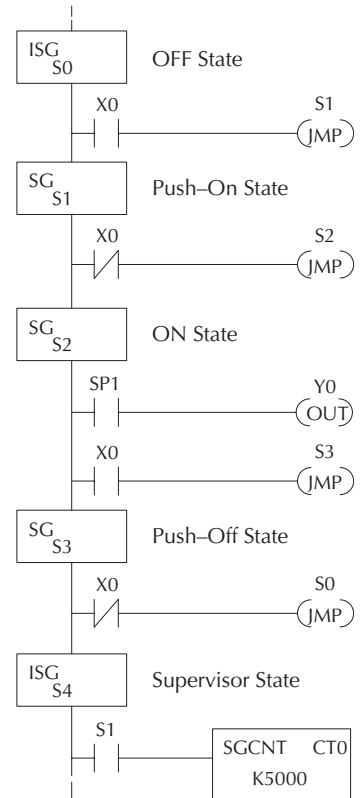 ISG
S0
OFF State
X0
S1
JMP
SG
S1
Push–On State
X0
S2
JMP
SG
S2
ON State
SP1
Y0
OUT
X0
S3
JMP
SG
S3
Push–Off State
X0
S0
JMP
ISG
S4
Supervisor State
S1
SGCNT CT0
K5000